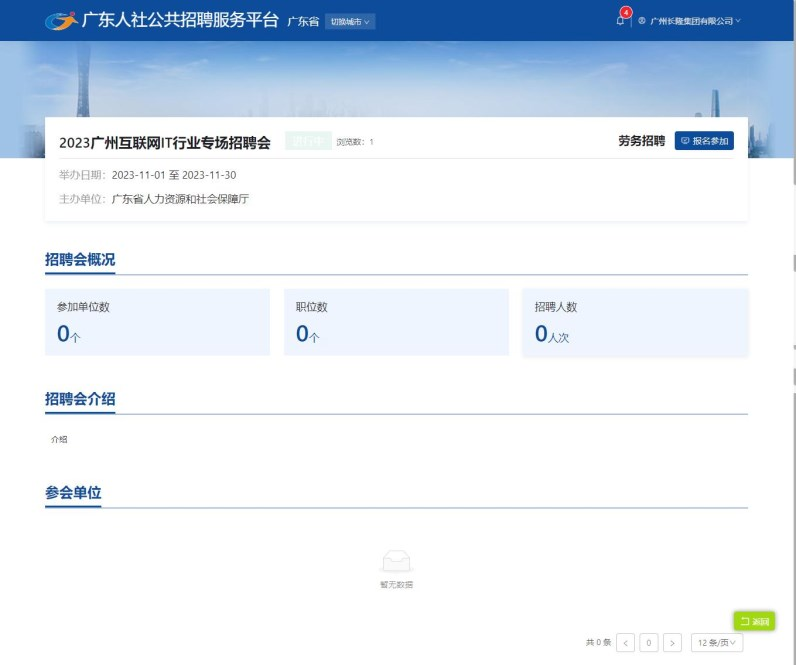 广东人社公共招聘服务平台 广东省 切换城市 4 广州长隆集团有限公司
2023广州互联网IT行业专场招聘会 进行中 浏览数：1 劳务招聘 报名参加
举办日期：2023-11-01 至 2023-11-30
主办单位：广东省人力资源和社会保障厅
招聘会概况
参加单位数 职位数 招聘人数
0个 0个 0人次
招聘会介绍
介绍
参会单位
暂无数据
返回
共 0 条 < 0 > 12 条/页